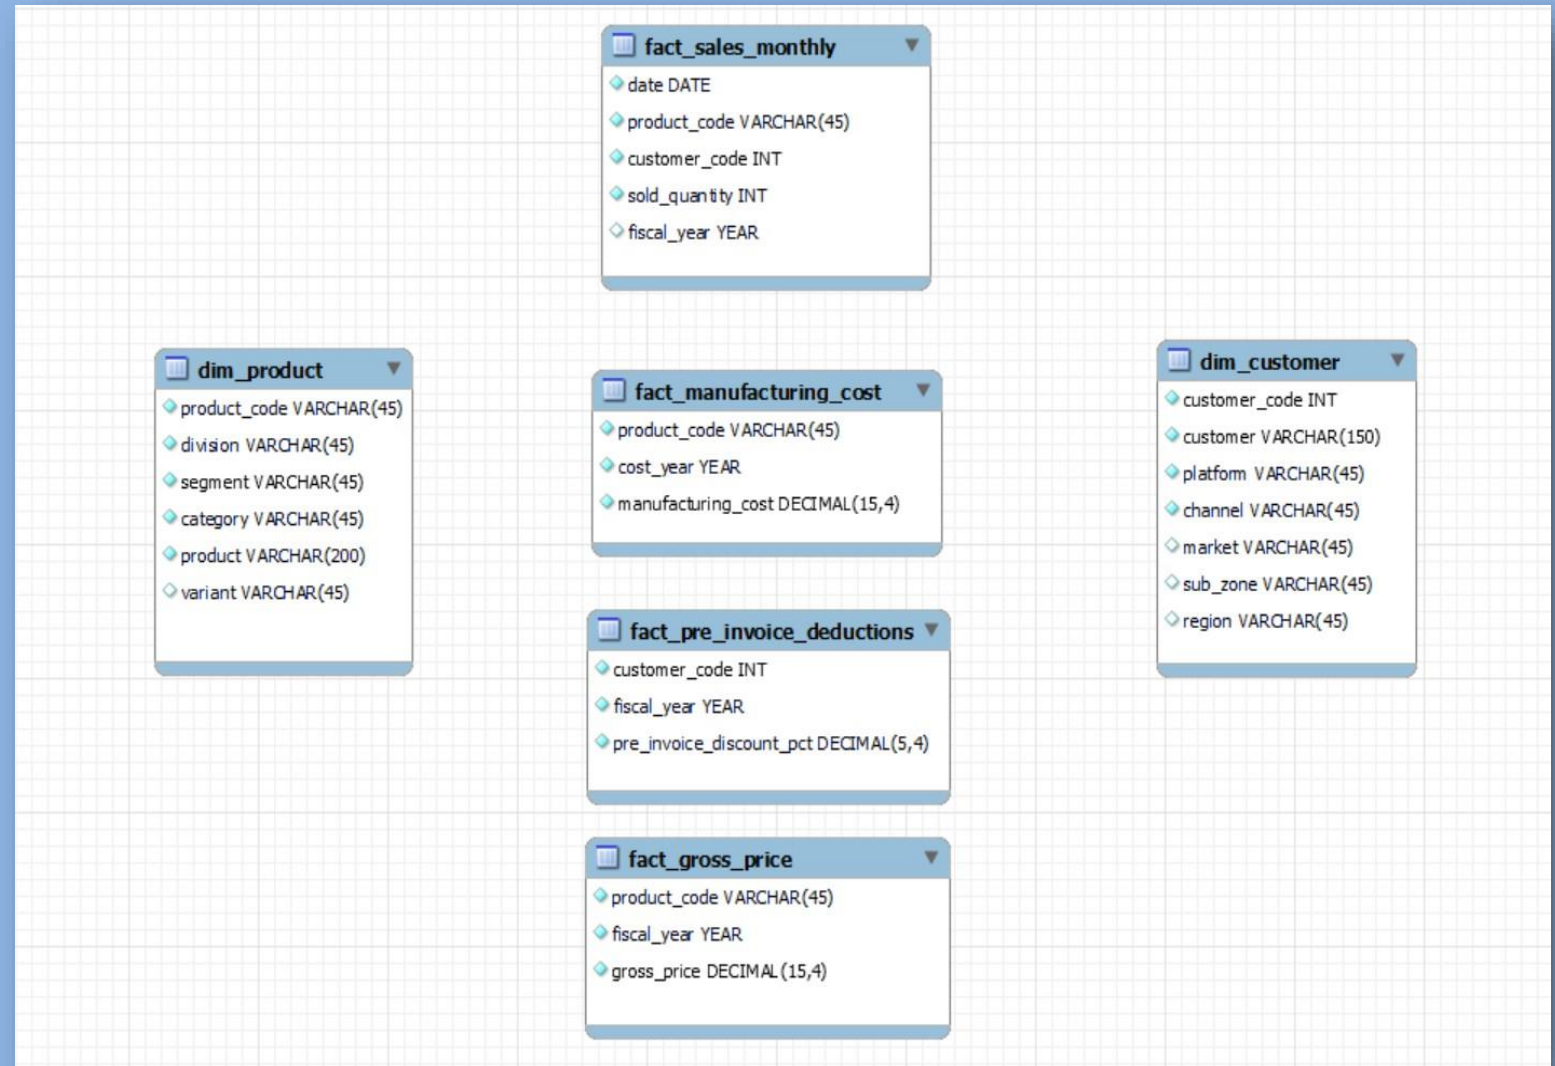 fact_sales_monthly
date DATE
product_code VARCHAR(45)
customer_code INT
sold_quantity INT
fiscal_year YEAR
dim_product
product_code VARCHAR(45)
division VARCHAR(45)
segment VARCHAR(45)
category VARCHAR(45)
product VARCHAR(200)
variant VARCHAR(45)
fact_manufacturing_cost
product_code VARCHAR(45)
cost_year YEAR
manufacturing_cost DECIMAL(15,4)
dim_customer
customer_code INT
customer VARCHAR(150)
platform VARCHAR(45)
channel VARCHAR(45)
market VARCHAR(45)
sub_zone VARCHAR(45)
region VARCHAR(45)
fact_pre_invoice_deductions
customer_code INT
fiscal_year YEAR
pre_invoice_discount_pct DECIMAL(5,4)
fact_gross_price
product_code VARCHAR(45)
fiscal_year YEAR
gross_price DECIMAL(15,4)